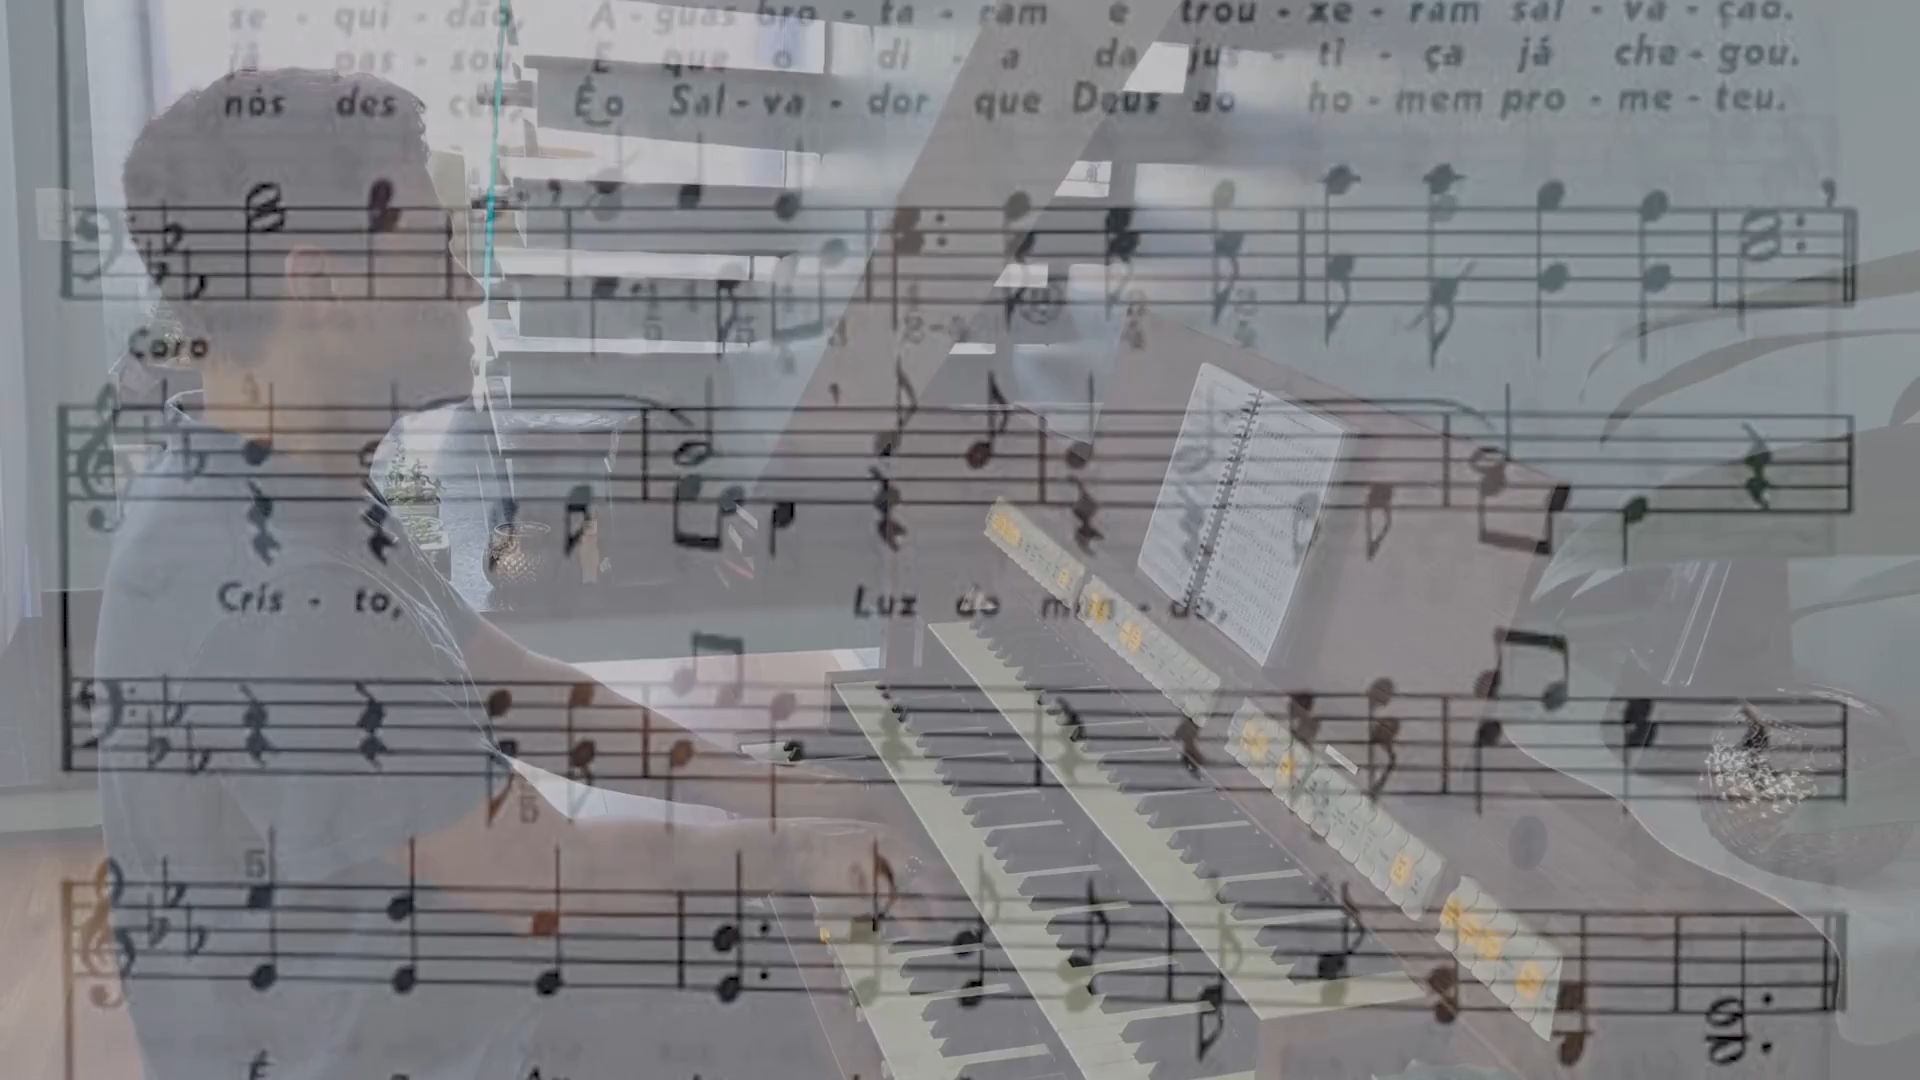 se - qui - dão, Á - guas bro - ta - ram e trou - xe - ram sal - va - ção.
já pas - sou, E que o di - a da jus - ti - ça já che - gou.
nós des - ceu, É o Sal - va - dor que Deus ao ho - mem pro - me - teu.
Coro
Cris - to, Luz do mun - do,